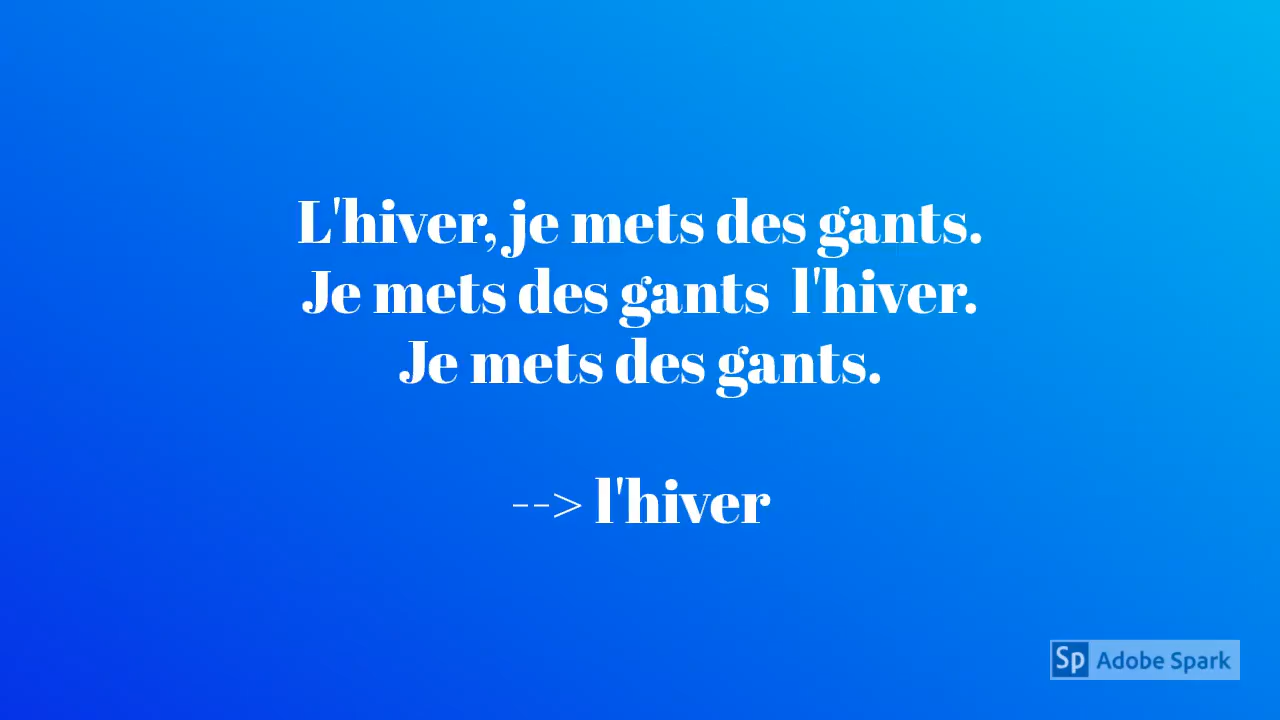 L'hiver, je mets des gants.
Je mets des gants  l'hiver.
Je mets des gants.
--> l'hiver
Sp Adobe Spark